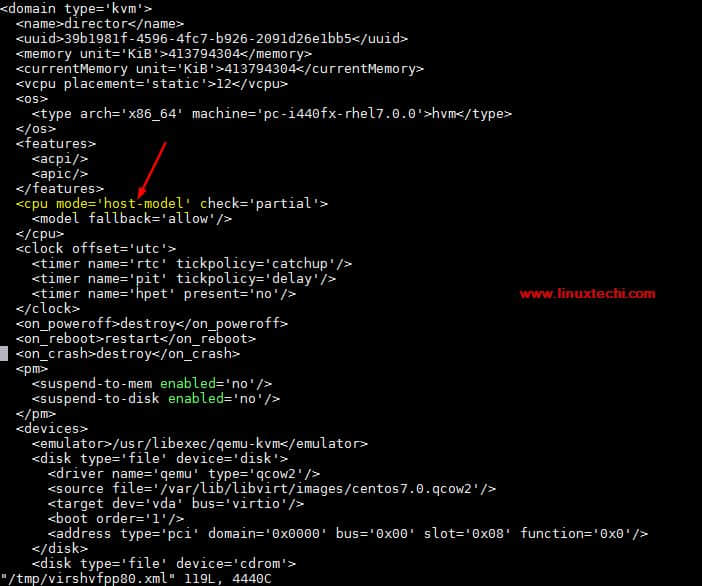 <domain type='kvm'>
  <name>director</name>
  <uuid>39b1981f-4596-4fc7-b926-2091d26e1bb5</uuid>
  <memory unit='KiB'>413794304</memory>
  <currentMemory unit='KiB'>413794304</currentMemory>
  <vcpu placement='static'>12</vcpu>
  <os>
    <type arch='x86_64' machine='pc-i440fx-rhel7.0.0'>hvm</type>
  </os>
  <features>
    <acpi/>
    <apic/>
  </features>
  <cpu mode='host-model' check='partial'>
    <model fallback='allow'/>
  </cpu>
  <clock offset='utc'>
    <timer name='rtc' tickpolicy='catchup'/>
    <timer name='pit' tickpolicy='delay'/>
    <timer name='hpet' present='no'/>
www.linuxtechi.com
  </clock>
  <on_poweroff>destroy</on_poweroff>
  <on_reboot>restart</on_reboot>
  <on_crash>destroy</on_crash>
  <pm>
    <suspend-to-mem enabled='no'/>
    <suspend-to-disk enabled='no'/>
  </pm>
  <devices>
    <emulator>/usr/libexec/qemu-kvm</emulator>
    <disk type='file' device='disk'>
      <driver name='qemu' type='qcow2'/>
      <source file='/var/lib/libvirt/images/centos7.0.qcow2'/>
      <target dev='vda' bus='virtio'/>
      <boot order='1'/>
      <address type='pci' domain='0x0000' bus='0x00' slot='0x08' function='0x0'/>
    </disk>
    <disk type='file' device='cdrom'>
"/tmp/virshvfpp80.xml" 119L, 4440C